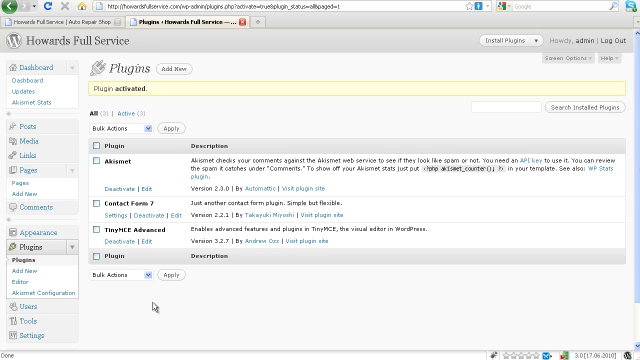 http://howardsfullservice.com/wp-admin/plugins.php?activate=true&plugin_status=all&paged=1
Google
Howards Full Service | Auto Repair Shop ...
Plugins ‹ Howards Full Service — ...
Howards Full Service
Install Plugins
Howdy, admin | Log Out
Screen Options
Help
Dashboard
Dashboard
Updates
Akismet Stats
Posts
Media
Links
Pages
Pages
Add New
Comments
Appearance
Plugins
Plugins
Add New
Editor
Akismet Configuration
Users
Tools
Settings
Plugins
Add New
Plugin activated.
All (3) | Active (3)
Search Installed Plugins
Bulk Actions
Apply
Plugin Description
Akismet
Akismet checks your comments against the Akismet web service to see if they look like spam or not. You need an API key to use it. You can review
the spam it catches under "Comments." To show off your Akismet stats just put <?php akismet_counter(); ?> in your template. See also: WP Stats
plugin.
Deactivate | Edit
Version 2.3.0 | By Automattic | Visit plugin site
Contact Form 7
Just another contact form plugin. Simple but flexible.
Settings | Deactivate | Edit
Version 2.2.1 | By Takayuki Miyoshi | Visit plugin site
TinyMCE Advanced
Enables advanced features and plugins in TinyMCE, the visual editor in WordPress.
Deactivate | Edit
Version 3.2.7 | By Andrew Ozz | Visit plugin site
Plugin Description
Bulk Actions
Apply
Done
3.0 [17.06.2010]